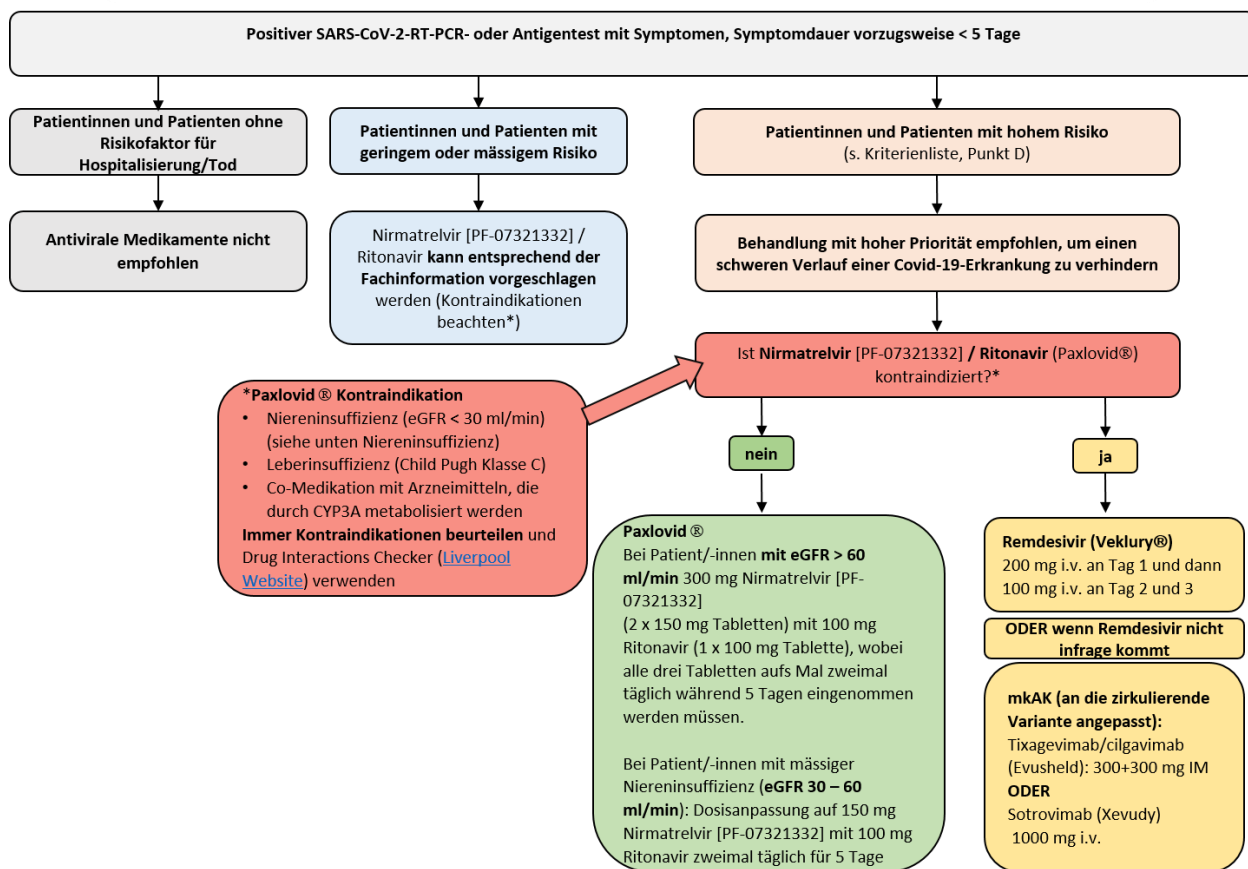 Positiver SARS-CoV-2-RT-PCR- oder Antigentest mit Symptomen, Symptomdauer vorzugsweise < 5 Tage
Patientinnen und Patienten ohne
Risikofaktor für
Hospitalisierung/Tod
Patientinnen und Patienten mit
geringem oder mässigem Risiko
Patientinnen und Patienten mit hohem Risiko
(s. Kriterienliste, Punkt D)
Antivirale Medikamente nicht
empfohlen
Nirmatrelvir [PF-07321332] /
Ritonavir kann entsprechend der
Fachinformation vorgeschlagen
werden (Kontraindikationen
beachten*)
Behandlung mit hoher Priorität empfohlen, um einen
schweren Verlauf einer Covid-19-Erkrankung zu verhindern
Ist Nirmatrelvir [PF-07321332] / Ritonavir (Paxlovid®)
kontraindiziert?*
*Paxlovid ® Kontraindikation
• Niereninsuffizienz (eGFR < 30 ml/min)
(siehe unten Niereninsuffizienz)
• Leberinsuffizienz (Child Pugh Klasse C)
• Co-Medikation mit Arzneimitteln, die
durch CYP3A metabolisiert werden
Immer Kontraindikationen beurteilen und
Drug Interactions Checker (Liverpool
Website) verwenden
nein
ja
Paxlovid ®
Bei Patient/-innen mit eGFR > 60
ml/min 300 mg Nirmatrelvir [PF-
07321332]
(2 x 150 mg Tabletten) mit 100 mg
Ritonavir (1 x 100 mg Tablette), wobei
alle drei Tabletten aufs Mal zweimal
täglich während 5 Tagen eingenommen
werden müssen.
Bei Patient/-innen mit mässiger
Niereninsuffizienz (eGFR 30 – 60
ml/min): Dosisanpassung auf 150 mg
Nirmatrelvir [PF-07321332] mit 100 mg
Ritonavir zweimal täglich für 5 Tage
Remdesivir (Veklury®)
200 mg i.v. an Tag 1 und dann
100 mg i.v. an Tag 2 und 3
ODER wenn Remdesivir nicht
infrage kommt
mkAK (an die zirkulierende
Variante angepasst):
Tixagevimab/cilgavimab
(Evusheld): 300+300 mg IM
ODER
Sotrovimab (Xevudy)
1000 mg i.v.